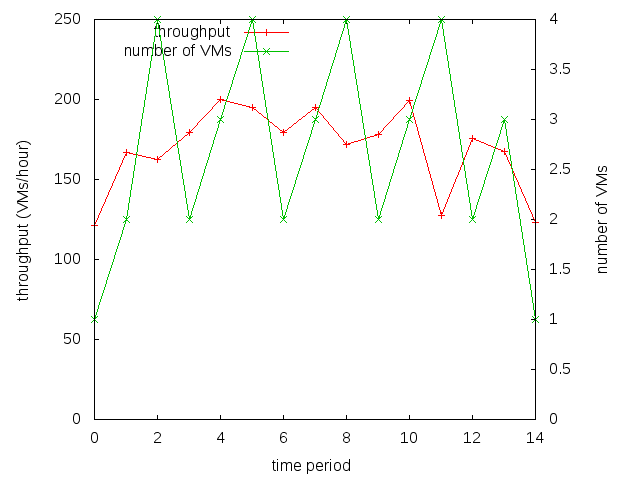 throughput
number of VMs
250
200
150
100
50
0
throughput (VMs/hour)
4
3.5
3
2.5
2
1.5
1
0.5
0
number of VMs
0 2 4 6 8 10 12 14
time period